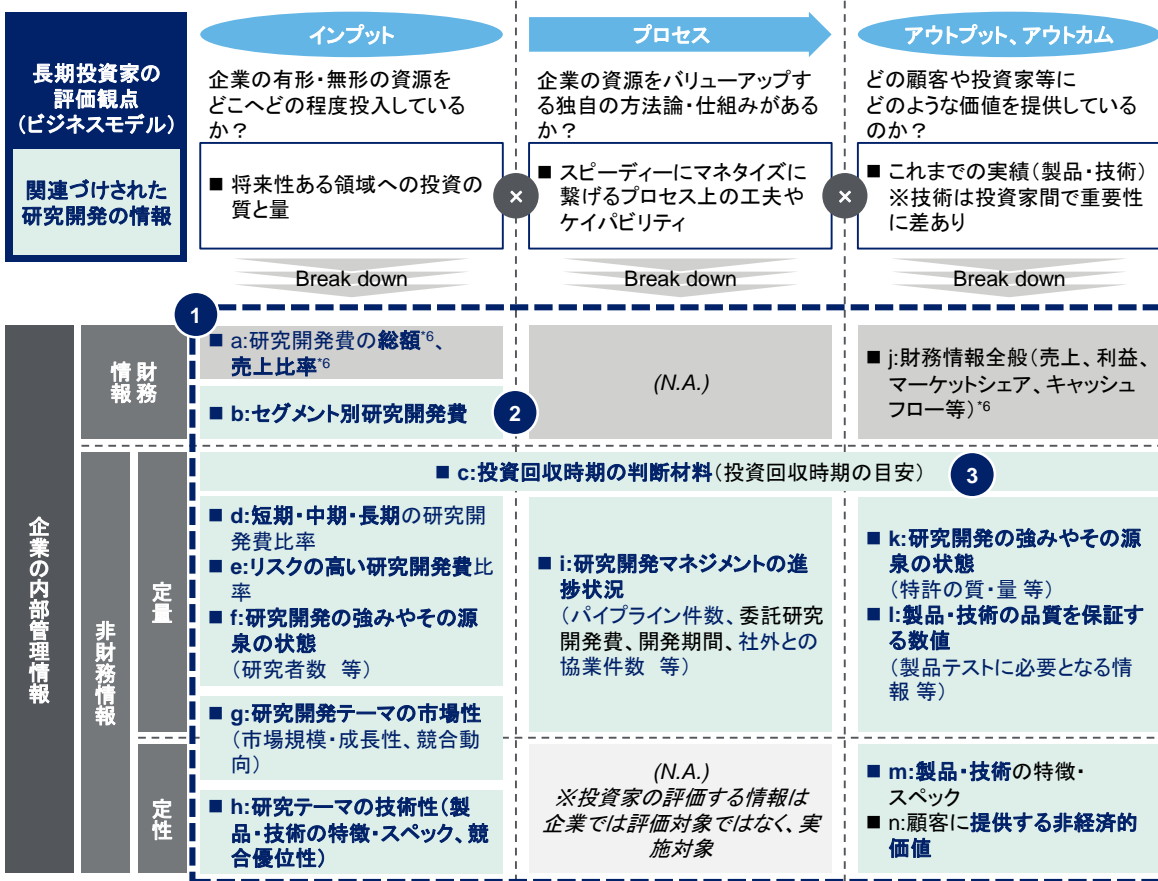 長期投資家の
評価観点
（ビジネスモデル）
関連づけされた
研究開発の情報
インプット
企業の有形・無形の資源を
どこへどの程度投入している
か？
■ 将来性ある領域への投資の
質と量
×
プロセス
企業の資源をバリューアップす
る独自の方法論・仕組みがある
か？
■ スピーディーにマネタイズに
繋げるプロセス上の工夫や
ケイパビリティ
×
アウトプット、アウトカム
どの顧客や投資家等に
どのような価値を提供している
のか？
■ これまでの実績（製品・技術）
※技術は投資家間で重要性
に差あり
Break down
Break down
Break down
企業の内部管理情報
財務
情報
非財務情報
定量
定性
1
■ a:研究開発費の総額*6、
売上比率*6
■ b:セグメント別研究開発費
2
(N.A.)
■ j:財務情報全般（売上、利益、
マーケットシェア、キャッシュ
フロー等）*6
■ c:投資回収時期の判断材料（投資回収時期の目安）
3
■ d:短期・中期・長期の研究開
発費比率
■ e:リスクの高い研究開発費比
率
■ f:研究開発の強みやその源
泉の状態
（研究者数 等）
■ g:研究開発テーマの市場性
（市場規模・成長性、競合動
向）
■ h:研究テーマの技術性（製
品・技術の特徴・スペック、競
合優位性）
■ i:研究開発マネジメントの進
捗状況
（パイプライン件数、委託研究
開発費、開発期間、社外との
協業件数 等）
(N.A.)
※投資家の評価する情報は
企業では評価対象ではなく、実
施対象
■ k:研究開発の強みやその源
泉の状態
（特許の質・量 等）
■ l:製品・技術の品質を保証す
る数値
（製品テストに必要となる情
報 等）
■ m:製品・技術の特徴・
スペック
■ n:顧客に提供する非経済的
価値